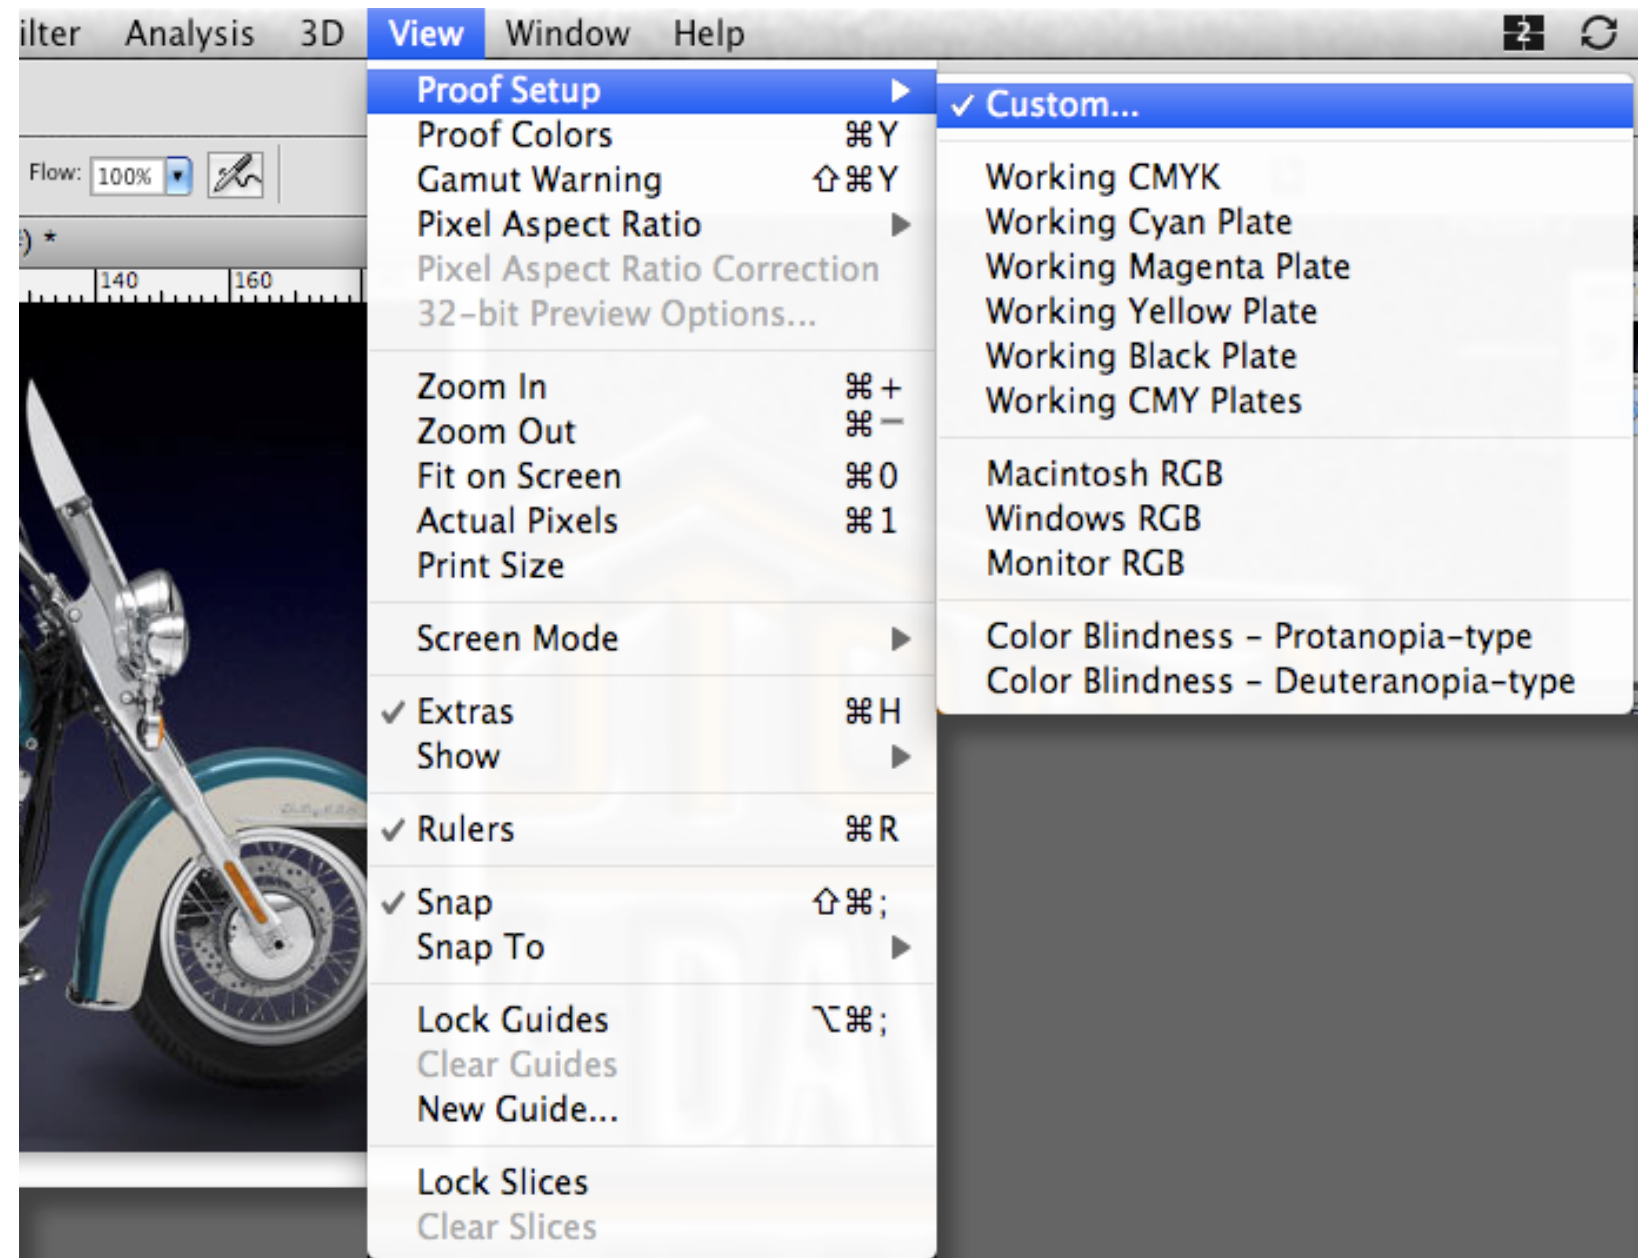 ilter Analysis 3D View Window Help 2
Flow: 100%
) *
140 160
Proof Setup
Proof Colors ⌘Y
Gamut Warning ⇧⌘Y
Pixel Aspect Ratio
Pixel Aspect Ratio Correction
32-bit Preview Options...
Zoom In ⌘+
Zoom Out ⌘−
Fit on Screen ⌘0
Actual Pixels ⌘1
Print Size
Screen Mode
✓ Extras ⌘H
Show
✓ Rulers ⌘R
✓ Snap ⇧⌘;
Snap To
Lock Guides ⌥⌘;
Clear Guides
New Guide...
Lock Slices
Clear Slices
✓ Custom...
Working CMYK
Working Cyan Plate
Working Magenta Plate
Working Yellow Plate
Working Black Plate
Working CMY Plates
Macintosh RGB
Windows RGB
Monitor RGB
Color Blindness – Protanopia-type
Color Blindness – Deuteranopia-type